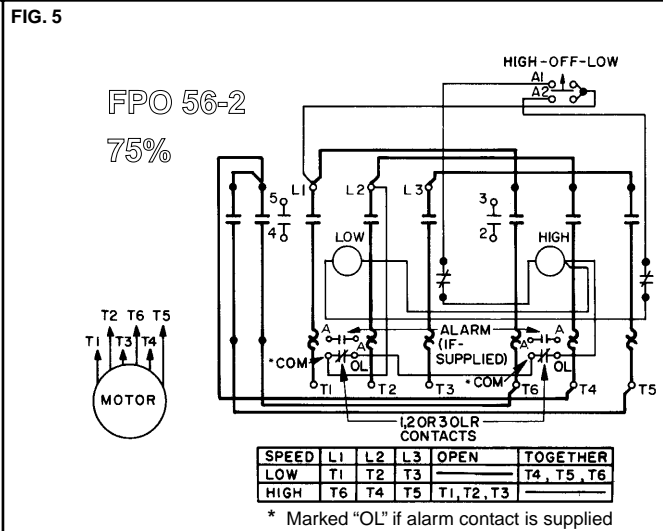 FIG. 5
FPO 56-2
75%
HIGH-OFF-LOW
A1
A2
L1 L2 L3
5
4
3
2
LOW
HIGH
T2 T6 T5
T1 T3 T4
MOTOR
A A
ALARM
(IF-
SUPPLIED)
A A
*COM
OL
*COM
OL
T1 T2 T3 T6 T4 T5
1,2 OR 3 OLR
CONTACTS
SPEED L1 L2 L3 OPEN TOGETHER
LOW T1 T2 T3 —— T4, T5, T6
HIGH T6 T4 T5 T1, T2, T3 ——
* Marked "OL" if alarm contact is supplied